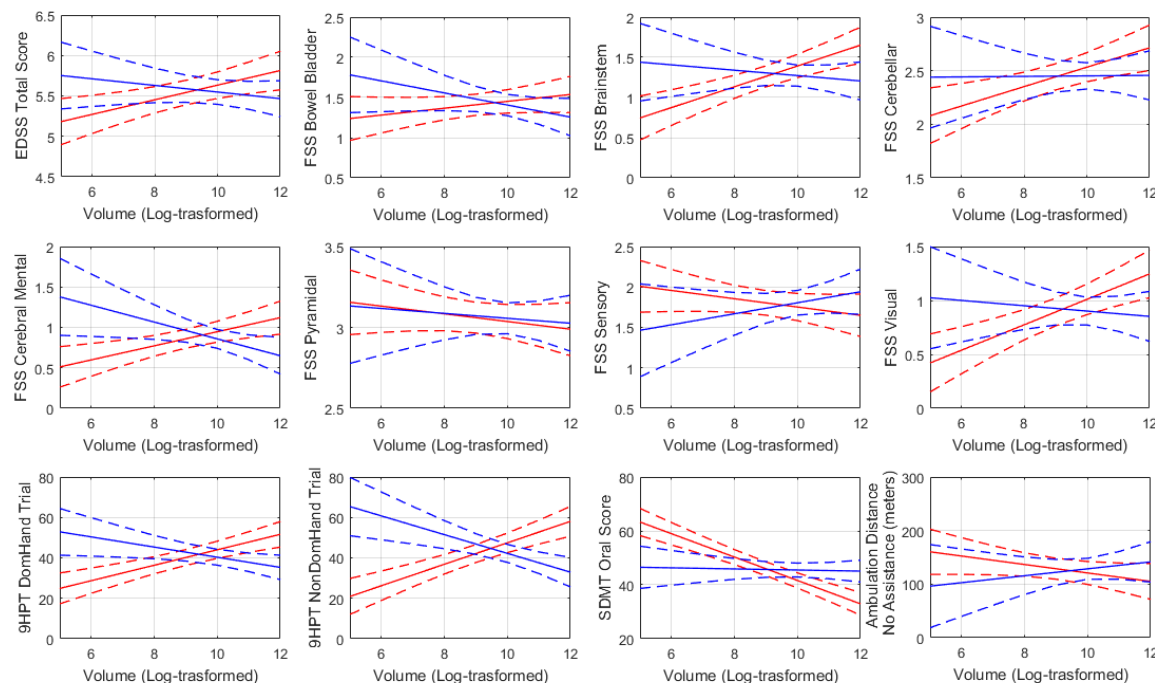 EDSS Total Score
6.5
6
5.5
5
4.5
6 8 10 12
Volume (Log-trasformed)
FSS Bowel Bladder
2.5
2
1.5
1
0.5
6 8 10 12
Volume (Log-trasformed)
FSS Brainstem
2
1.5
1
0.5
0
6 8 10 12
Volume (Log-trasformed)
FSS Cerebellar
3
2.5
2
1.5
6 8 10 12
Volume (Log-trasformed)
FSS Cerebral Mental
2
1.5
1
0.5
0
6 8 10 12
Volume (Log-trasformed)
FSS Pyramidal
3.5
3
2.5
6 8 10 12
Volume (Log-trasformed)
FSS Sensory
2.5
2
1.5
1
0.5
6 8 10 12
Volume (Log-trasformed)
FSS Visual
1.5
1
0.5
0
6 8 10 12
Volume (Log-trasformed)
9HPT DomHand Trial
80
60
40
20
0
6 8 10 12
Volume (Log-trasformed)
9HPT NonDomHand Trial
80
60
40
20
0
6 8 10 12
Volume (Log-trasformed)
SDMT Oral Score
80
60
40
20
6 8 10 12
Volume (Log-trasformed)
Ambulation Distance
No Assistance (meters)
300
200
100
0
6 8 10 12
Volume (Log-trasformed)